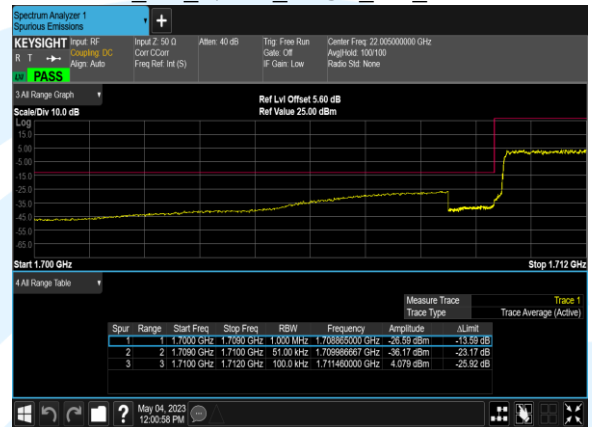 Spectrum Analyzer 1
Spurious Emissions
+
KEYSIGHT Input: RF Input Z: 50 Ω Atten: 40 dB Trig: Free Run Center Freq: 22.005000000 GHz
R T Coupling: DC Corr CCorr Gate: Off Avg|Hold: 100/100
Align: Auto Freq Ref: Int (S) IF Gain: Low Radio Std: None
LV PASS
3 All Range Graph
Ref Lvl Offset 5.60 dB
Scale/Div 10.0 dB Ref Value 25.00 dBm
Log
15.0
5.00
-5.00
-15.0
-25.0
-35.0
-45.0
-55.0
-65.0
Start 1.700 GHz Stop 1.712 GHz
4 All Range Table
Measure Trace Trace 1
Trace Type Trace Average (Active)
Spur Range Start Freq Stop Freq RBW Frequency Amplitude ΔLimit
1 1 1.7000 GHz 1.7090 GHz 1.000 MHz 1.708865000 GHz -26.59 dBm -13.59 dB
2 2 1.7090 GHz 1.7100 GHz 51.00 kHz 1.709986667 GHz -36.17 dBm -23.17 dB
3 3 1.7100 GHz 1.7120 GHz 100.0 kHz 1.711460000 GHz 4.079 dBm -25.92 dB
? May 04, 2023
12:00:58 PM